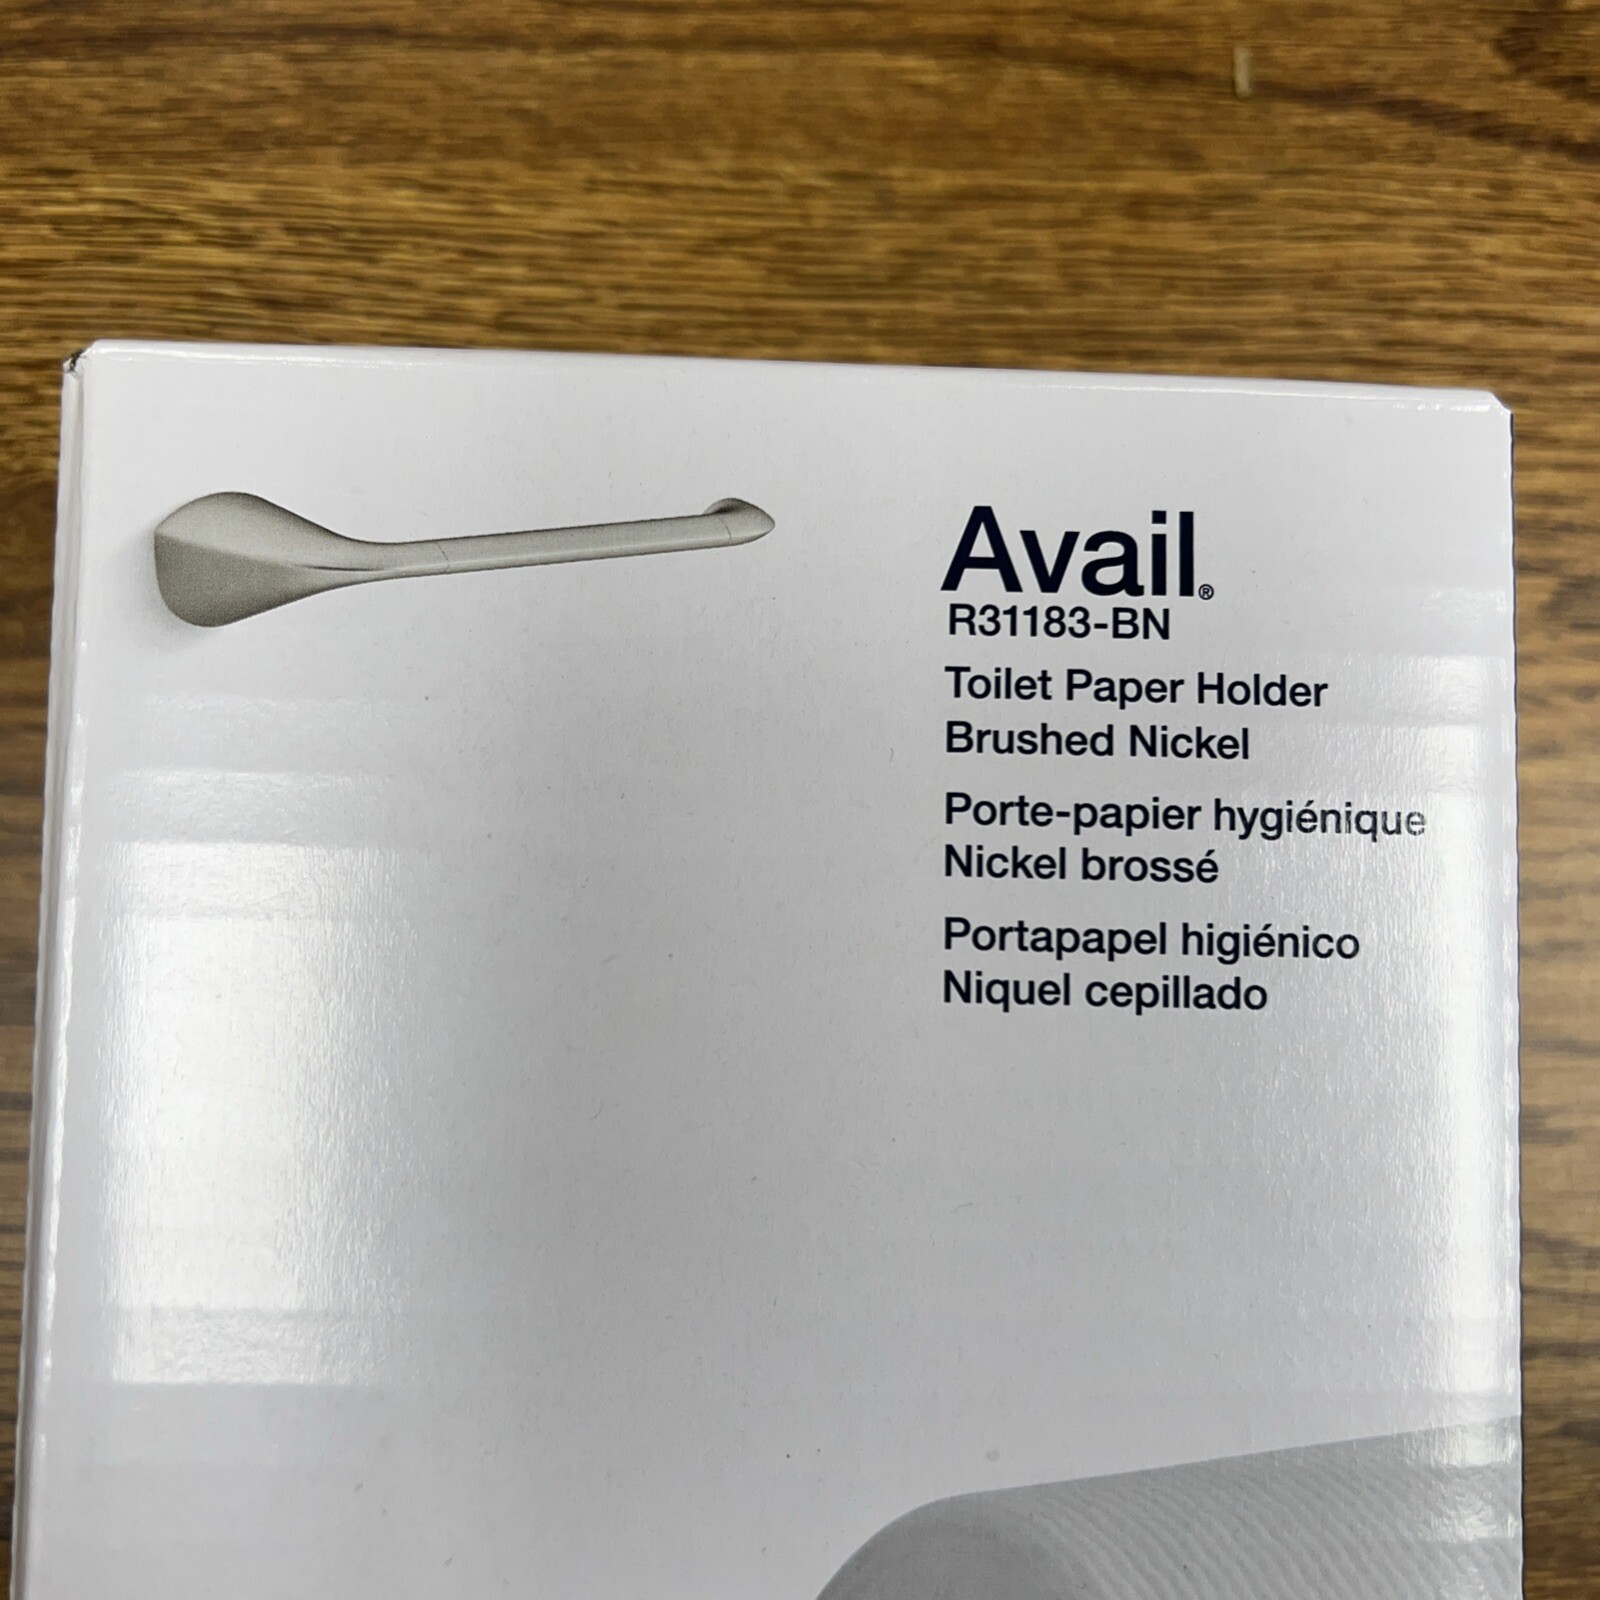 Avail®
R31183-BN
Toilet Paper Holder
Brushed Nickel
Porte-papier hygiénique
Nickel brossé
Portapapel higiénico
Niquel cepillado